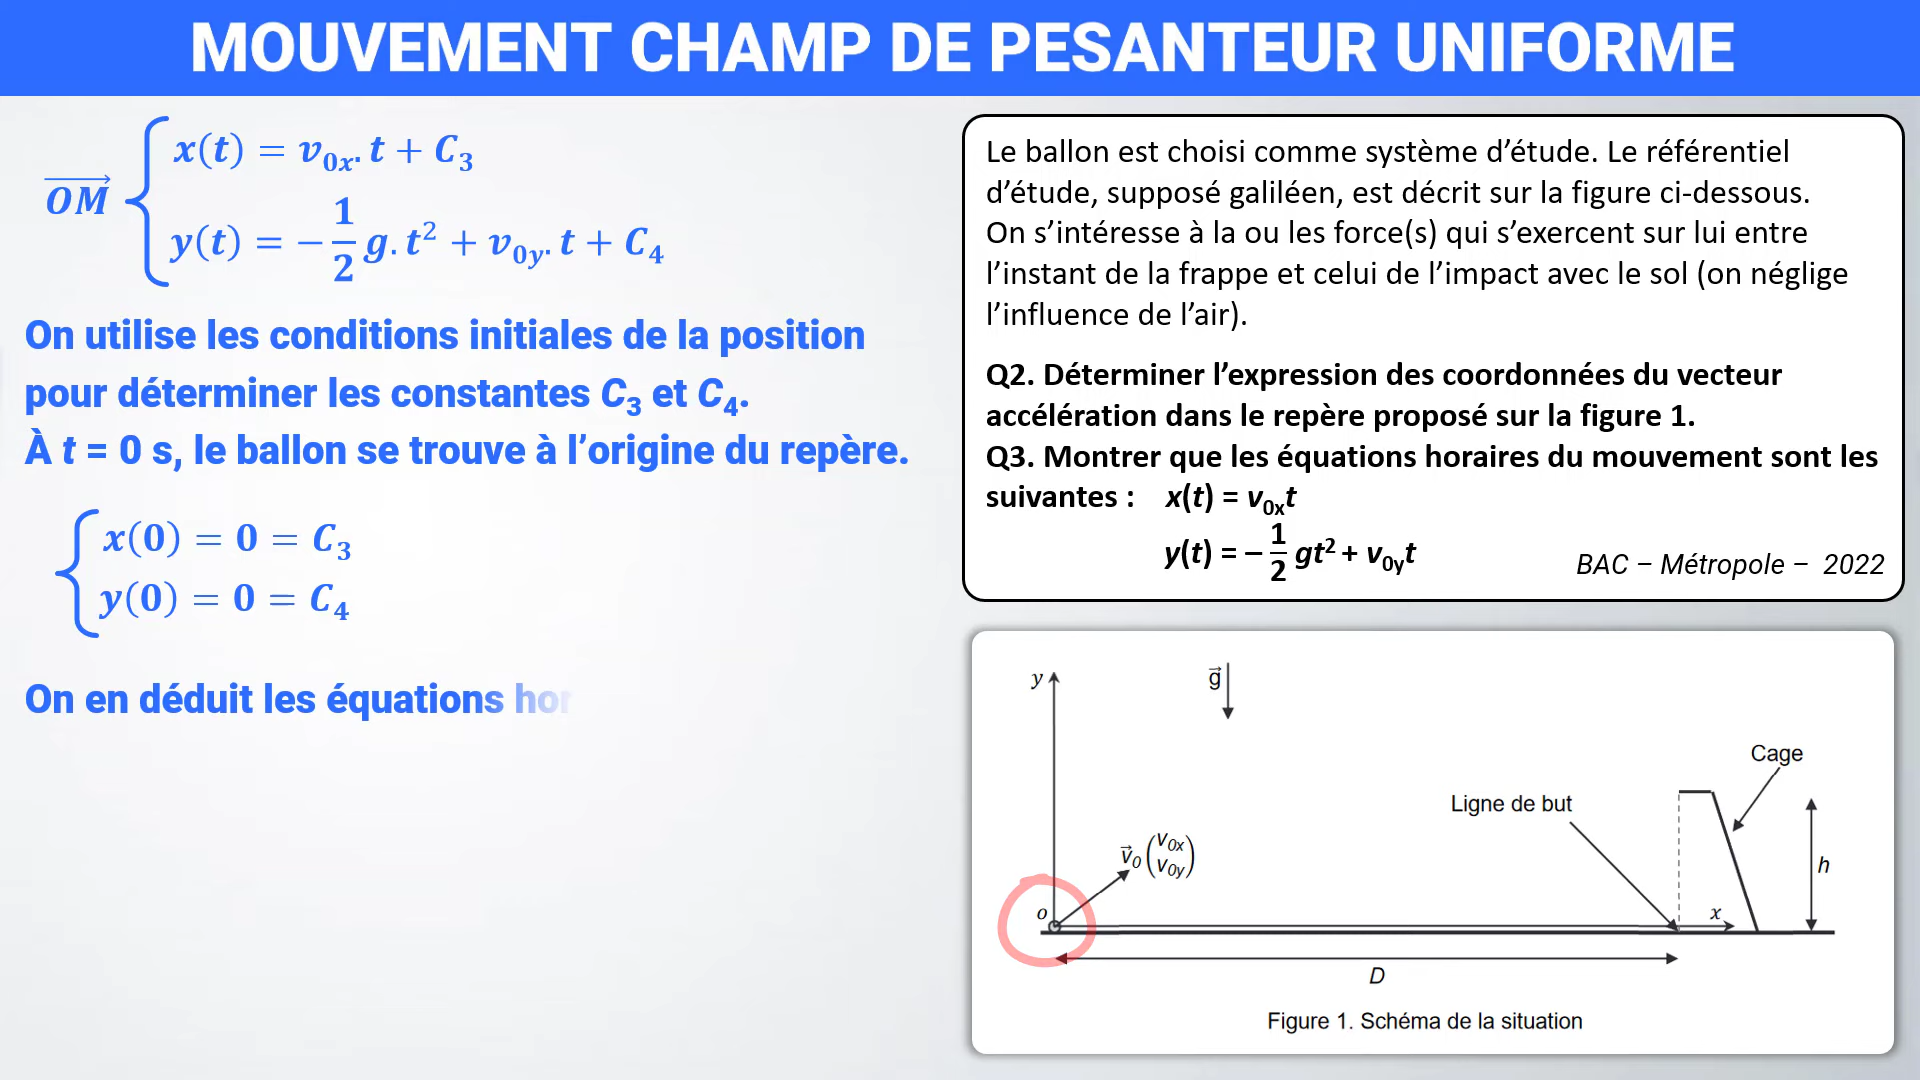 MOUVEMENT CHAMP DE PESANTEUR UNIFORME
x(t) = v₀ₓ. t + C₃
OM
y(t) = − 1/2 g. t² + v₀y. t + C₄
On utilise les conditions initiales de la position
pour déterminer les constantes C₃ et C₄.
À t = 0 s, le ballon se trouve à l’origine du repère.
x(0) = 0 = C₃
y(0) = 0 = C₄
On en déduit les équations hor
Le ballon est choisi comme système d’étude. Le référentiel
d’étude, supposé galiléen, est décrit sur la figure ci-dessous.
On s’intéresse à la ou les force(s) qui s’exercent sur lui entre
l’instant de la frappe et celui de l’impact avec le sol (on néglige
l’influence de l’air).
Q2. Déterminer l’expression des coordonnées du vecteur
accélération dans le repère proposé sur la figure 1.
Q3. Montrer que les équations horaires du mouvement sont les
suivantes : x(t) = v₀ₓt
y(t) = – 1/2 gt² + v₀yt
BAC – Métropole – 2022
y
g
Cage
Ligne de but
v₀ (v₀ₓ
v₀y)
h
o
x
D
Figure 1. Schéma de la situation